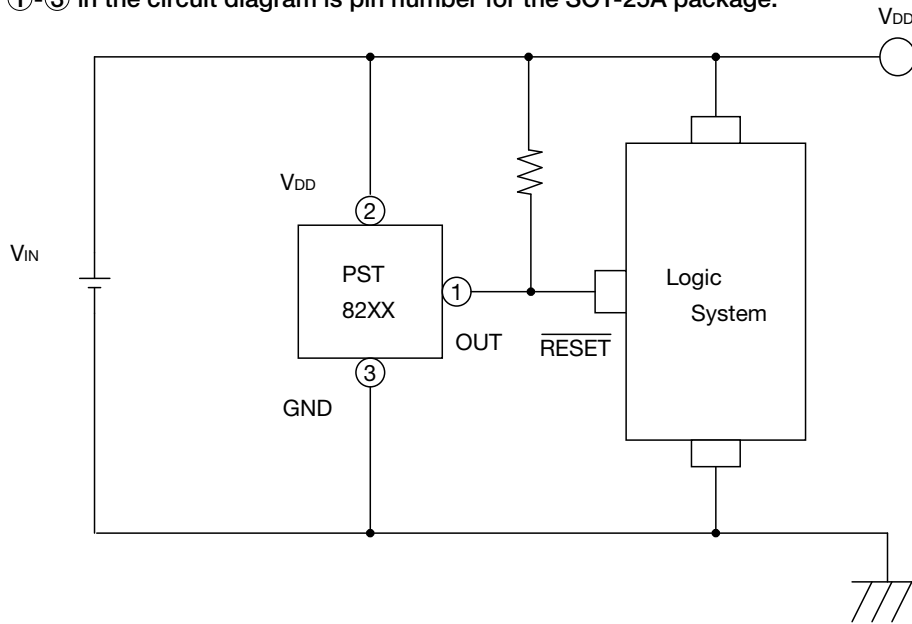 ①-③ in the circuit diagram is pin number for the SOT-25A package.
VDD
VDD
②
VIN
PST
82XX
①
OUT
RESET
Logic
System
③
GND